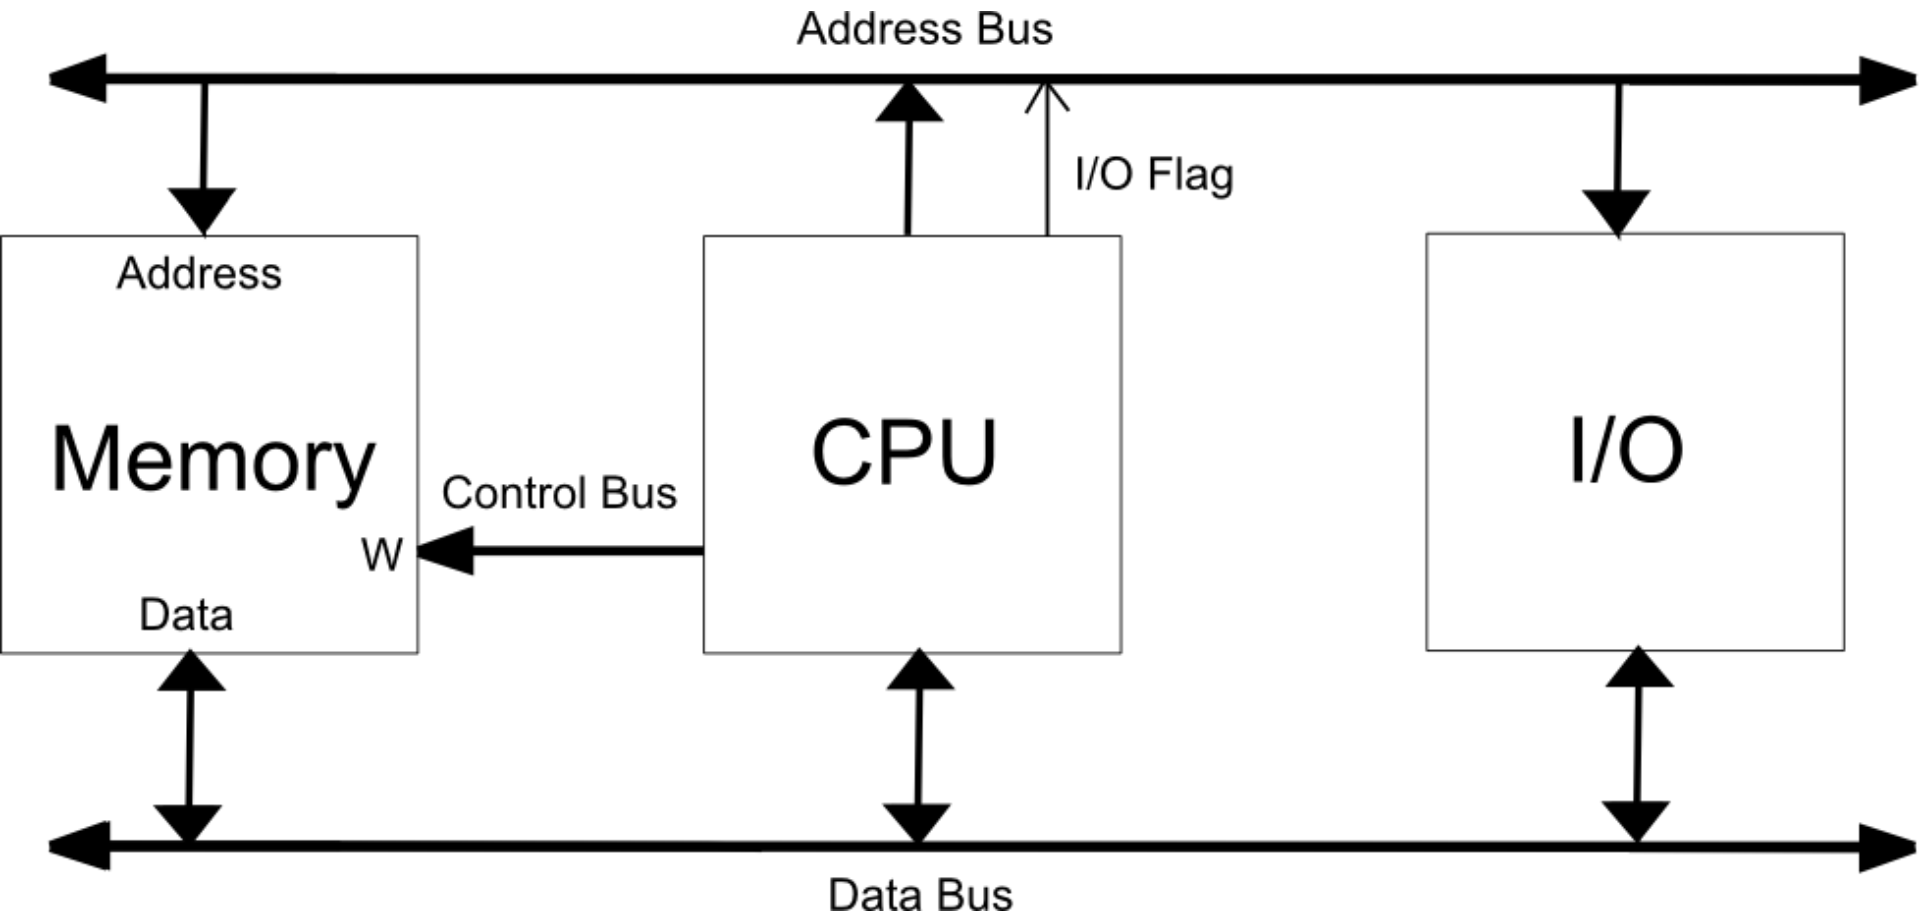 Address Bus
I/O Flag
Address
Memory
CPU
I/O
Control Bus
W
Data
Data Bus